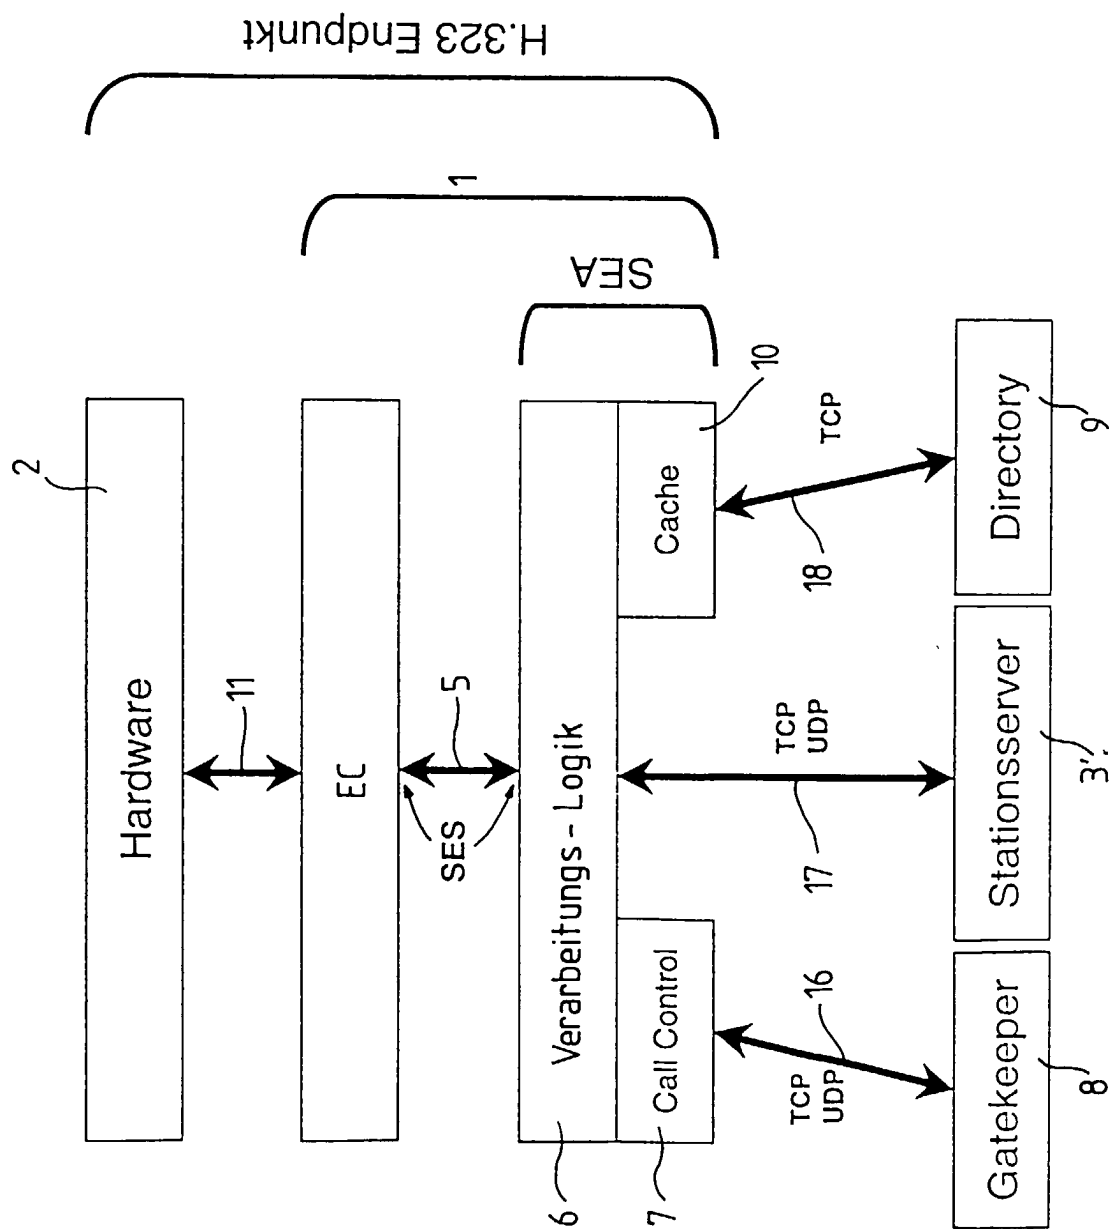 2
Hardware
11
EC
SES
5
6
Verarbeitungs-Logik
7
Call Control
Cache
10
TCP
UDP
16
17
TCP
UDP
18
TCP
Gatekeeper
8
Stationsserver
3'
Directory
9
SEA
1
H.323 Endpunkt